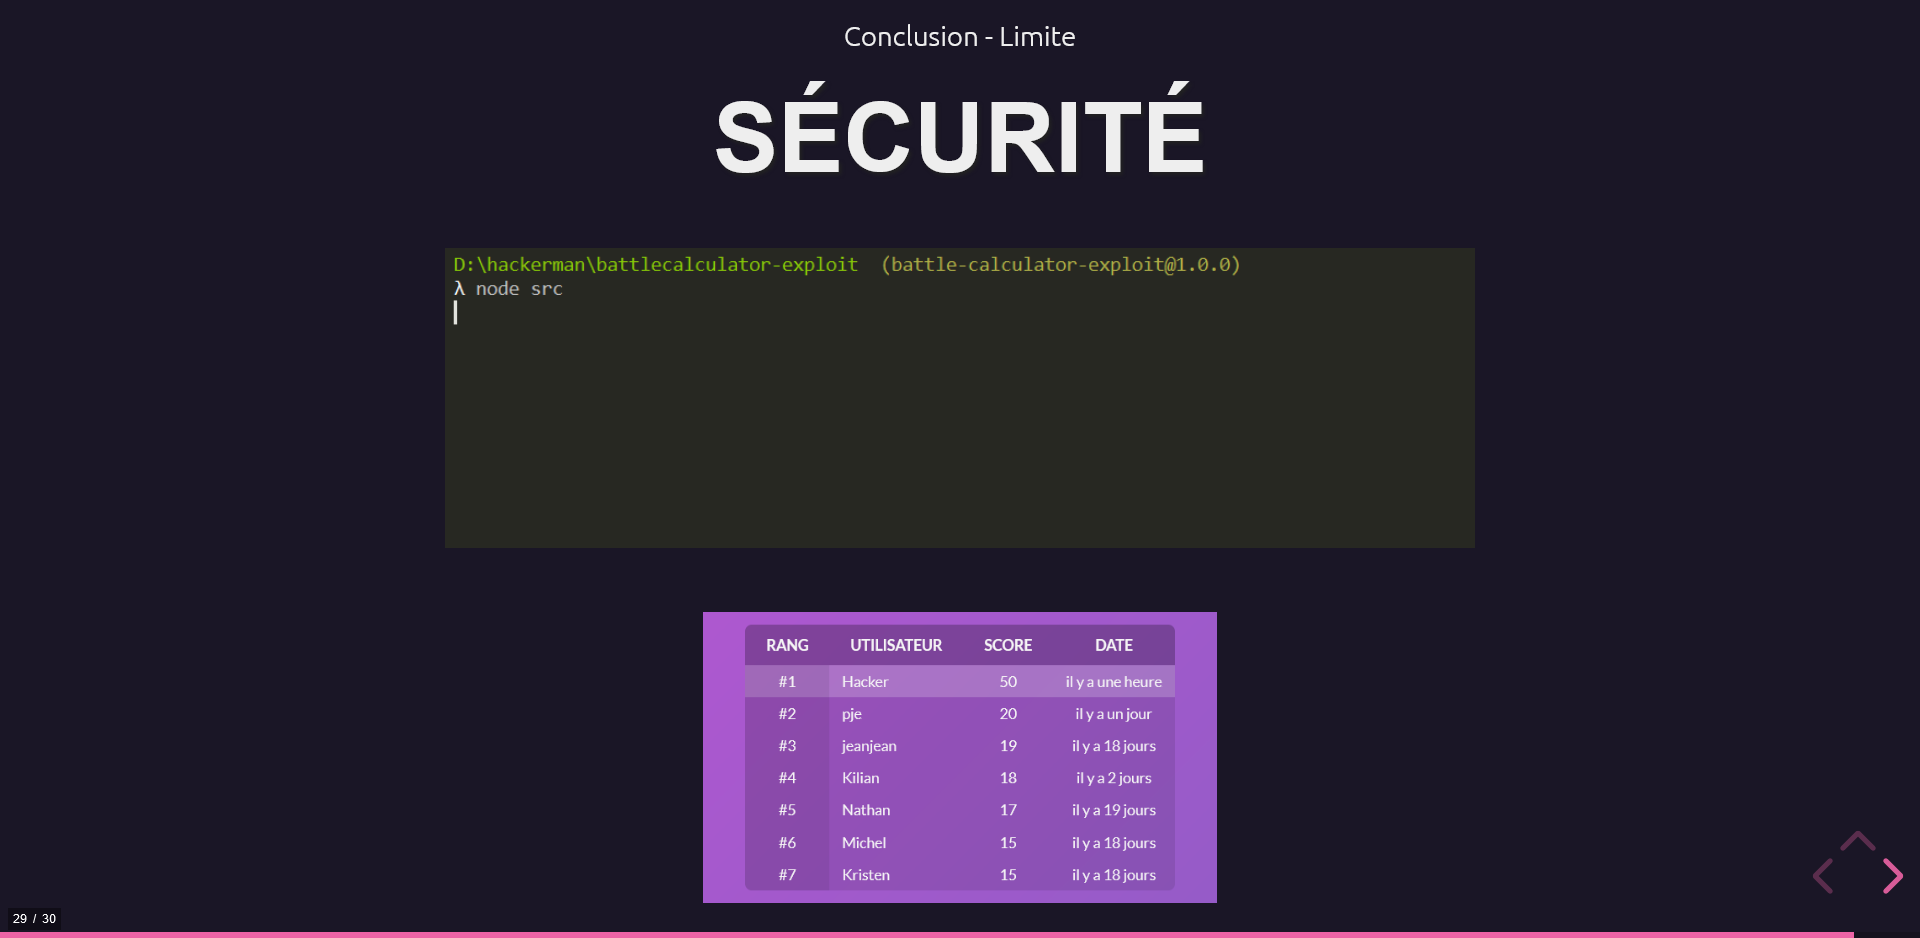 Conclusion - Limite
SÉCURITÉ
D:\hackerman\battlecalculator-exploit (battle-calculator-exploit@1.0.0)
λ node src
RANG UTILISATEUR SCORE DATE
#1 Hacker 50 il y a une heure
#2 pje 20 il y a un jour
#3 jeanjean 19 il y a 18 jours
#4 Kilian 18 il y a 2 jours
#5 Nathan 17 il y a 19 jours
#6 Michel 15 il y a 18 jours
#7 Kristen 15 il y a 18 jours
29 / 30